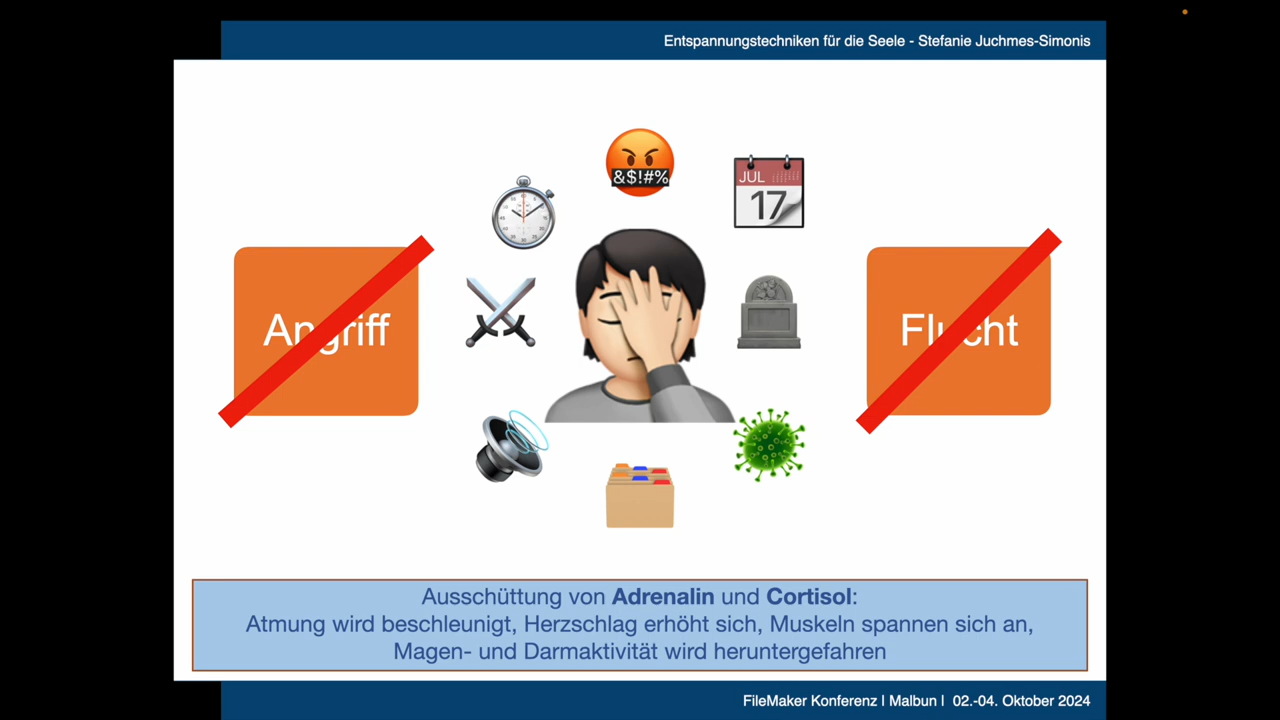 Entspannungstechniken für die Seele - Stefanie Juchmes-Simonis
&$!#%
JUL
17
Angriff
Flucht
Ausschüttung von Adrenalin und Cortisol:
Atmung wird beschleunigt, Herzschlag erhöht sich, Muskeln spannen sich an,
Magen- und Darmaktivität wird heruntergefahren
FileMaker Konferenz | Malbun | 02.-04. Oktober 2024